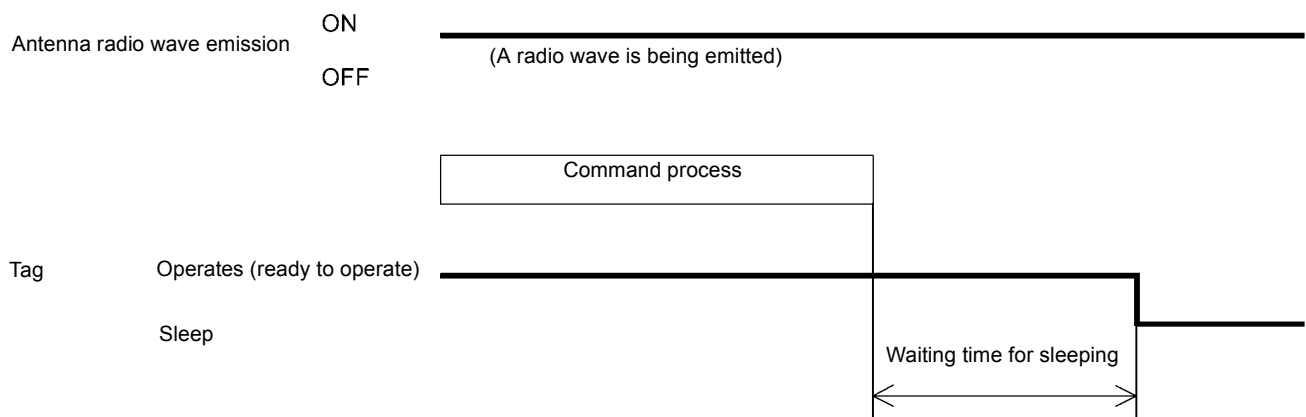 ON
Antenna radio wave emission
(A radio wave is being emitted)
OFF
Command process
Tag Operates (ready to operate)
Sleep
Waiting time for sleeping